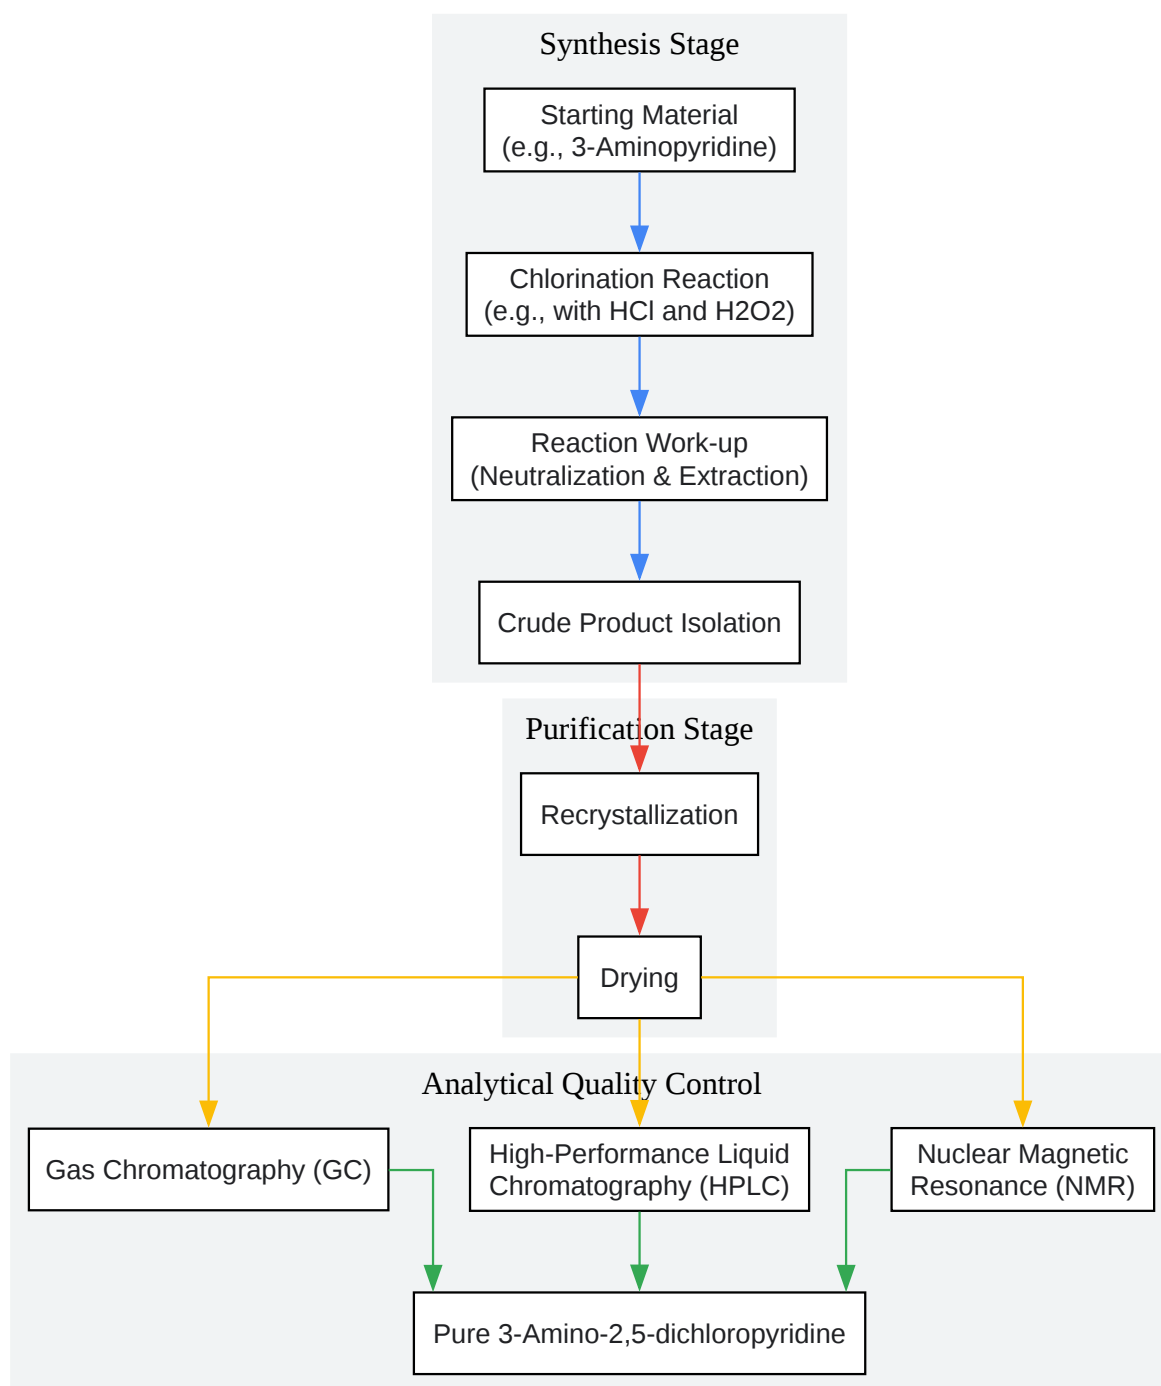 Synthesis Stage
Starting Material
(e.g., 3-Aminopyridine)
Chlorination Reaction
(e.g., with HCl and H2O2)
Reaction Work-up
(Neutralization & Extraction)
Crude Product Isolation
Purification Stage
Recrystallization
Drying
Analytical Quality Control
Gas Chromatography (GC)
High-Performance Liquid
Chromatography (HPLC)
Nuclear Magnetic
Resonance (NMR)
Pure 3-Amino-2,5-dichloropyridine